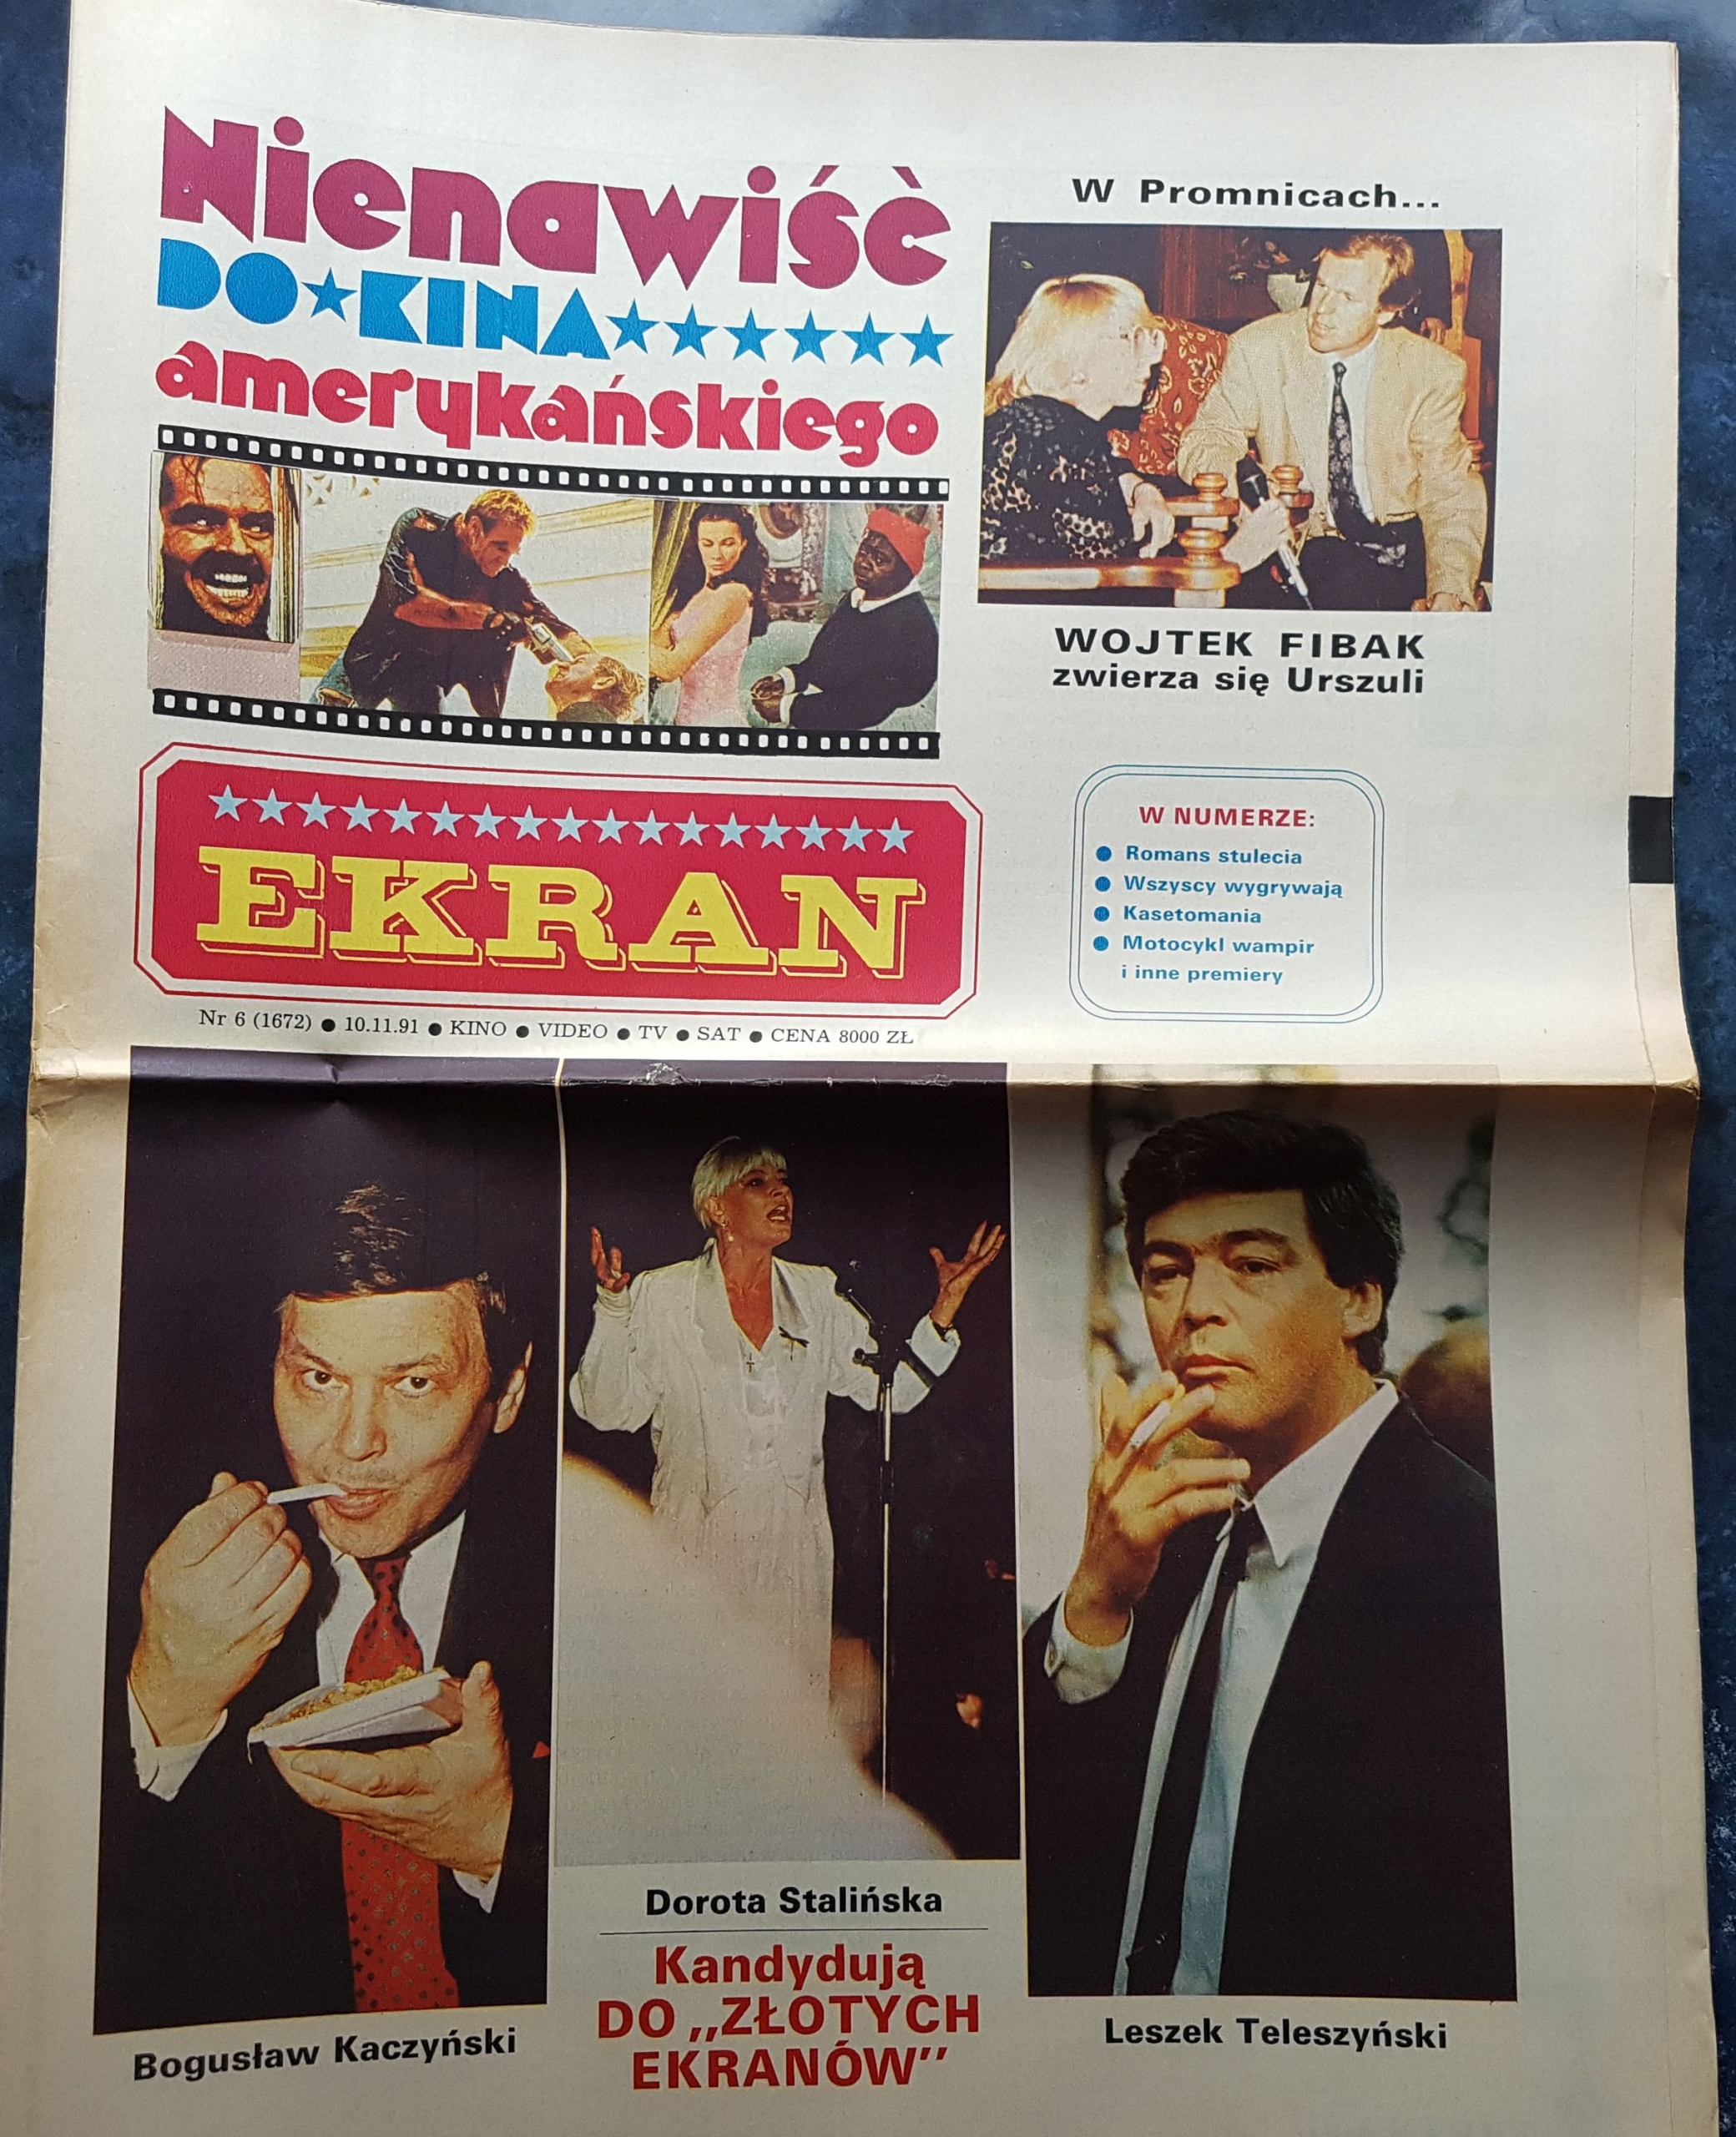 Nienawiść
DO★KINA★★★★★★
amerykańskiego
W Promnicach...
WOJTEK FIBAK
zwierza się Urszuli
EKRAN
Nr 6 (1672) ● 10.11.91 ● KINO ● VIDEO ● TV ● SAT ● CENA 8000 ZŁ
W NUMERZE:
● Romans stulecia
● Wszyscy wygrywają
● Kasetomania
● Motocykl wampir
i inne premiery
Bogusław Kaczyński
Dorota Stalińska
Kandydują
DO ,,ZŁOTYCH
EKRANÓW’’
Leszek Teleszyński